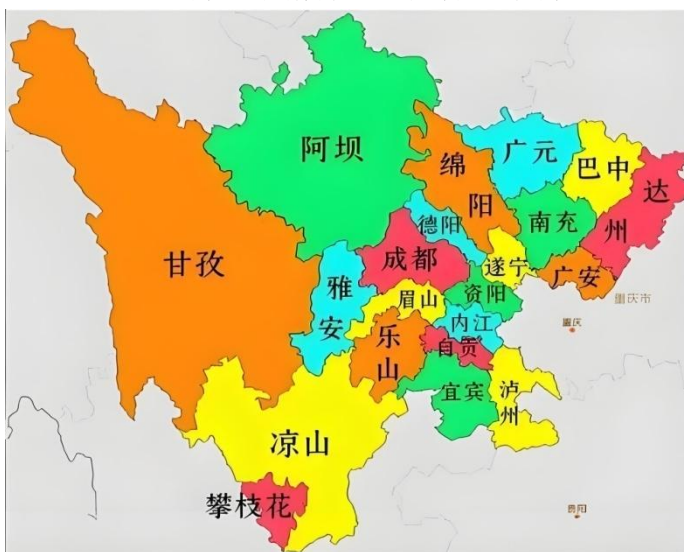 阿坝
绵阳
广元
巴中
达州
德阳
南充
成都
遂宁
广安
甘孜
雅安
眉山
资阳
重庆市
内江
重庆
乐山
自贡
宜宾
泸州
凉山
攀枝花
贵阳